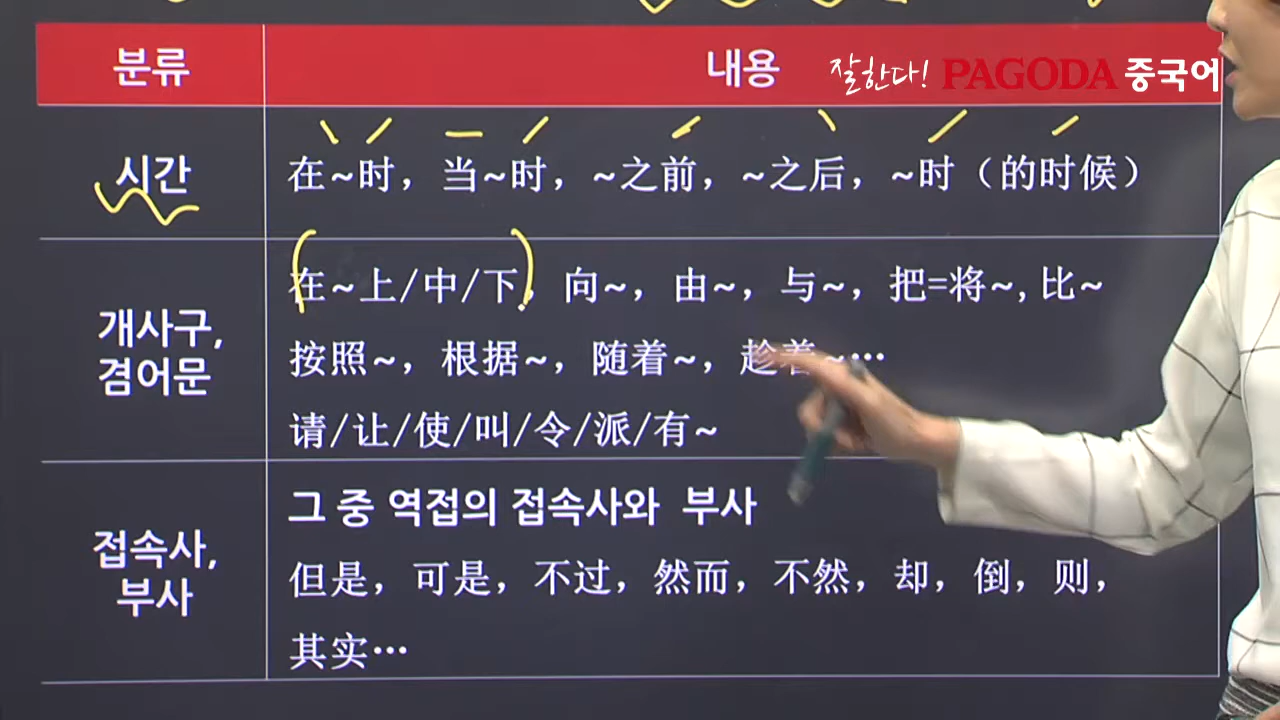 분류 내용 잘한다! PAGODA 중국어
시간 在~时, 当~时, ~之前, ~之后, ~时 (的时候)
개사구, 겸어문
在~上/中/下, 向~, 由~, 与~, 把=将~, 比~
按照~, 根据~, 随着~, 趁着~…
请/让/使/叫/令/派/有~
접속사, 부사
그 중 역접의 접속사와 부사
但是, 可是, 不过, 然而, 不然, 却, 倒, 则,
其实…